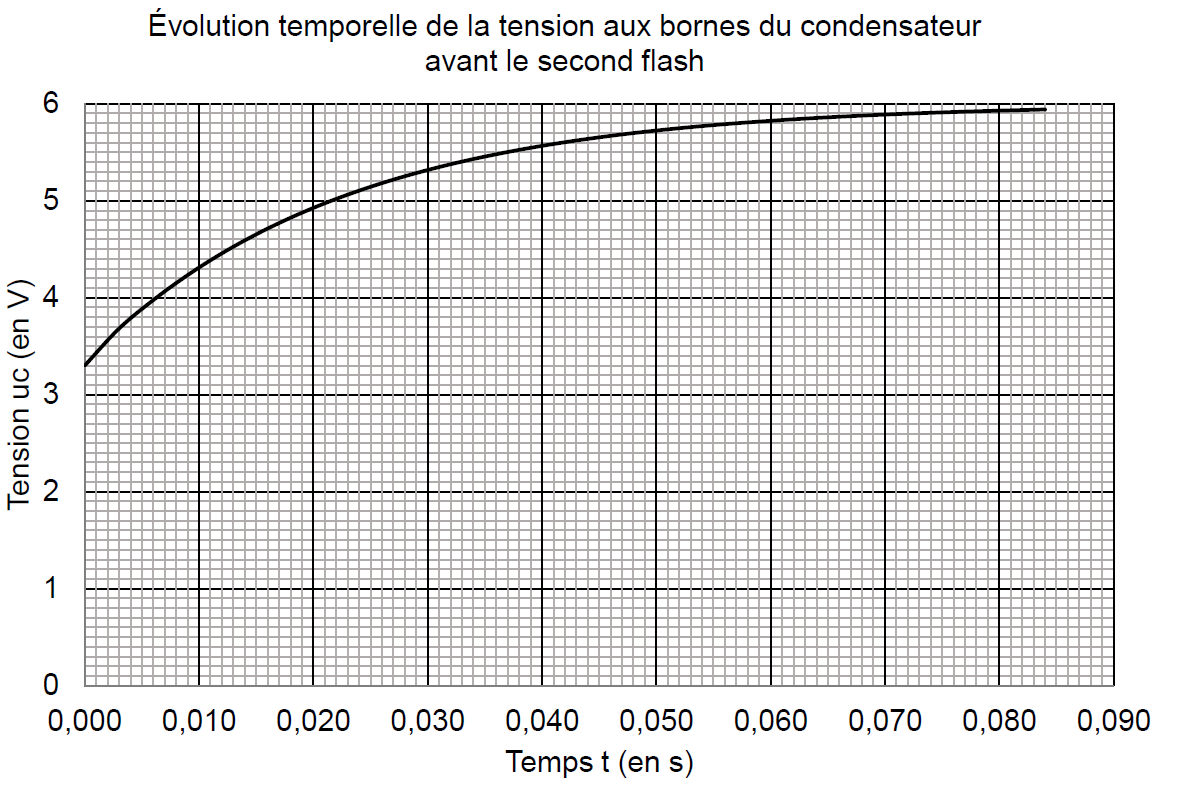 Évolution temporelle de la tension aux bornes du condensateur
avant le second flash
6
5
4
3
2
1
0
Tension uc (en V)
0,000 0,010 0,020 0,030 0,040 0,050 0,060 0,070 0,080 0,090
Temps t (en s)